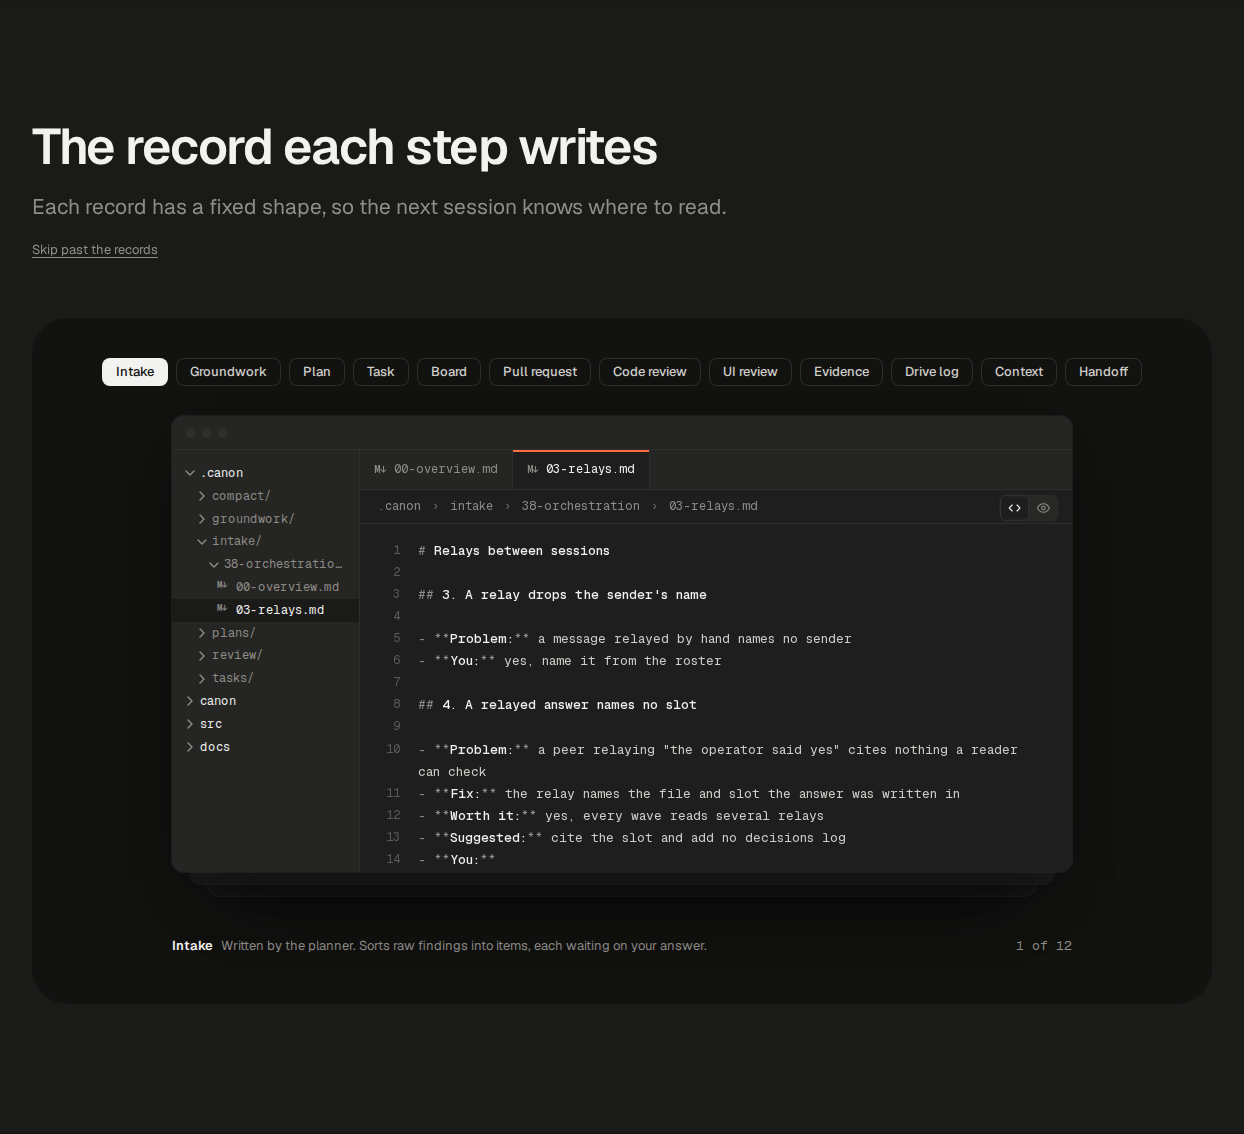 The record each step writes
Each record has a fixed shape, so the next session knows where to read.
Skip past the records
Intake Groundwork Plan Task Board Pull request Code review UI review Evidence Drive log Context Handoff
.canon
compact/
groundwork/
intake/
38-orchestratio…
00-overview.md
03-relays.md
plans/
review/
tasks/
canon
src
docs
M↓ 00-overview.md M↓ 03-relays.md
.canon › intake › 38-orchestration › 03-relays.md
1 # Relays between sessions
2
3 ## 3. A relay drops the sender's name
4
5 - **Problem:** a message relayed by hand names no sender
6 - **You:** yes, name it from the roster
7
8 ## 4. A relayed answer names no slot
9
10 - **Problem:** a peer relaying "the operator said yes" cites nothing a reader
can check
11 - **Fix:** the relay names the file and slot the answer was written in
12 - **Worth it:** yes, every wave reads several relays
13 - **Suggested:** cite the slot and add no decisions log
14 - **You:**
Intake Written by the planner. Sorts raw findings into items, each waiting on your answer.
1 of 12